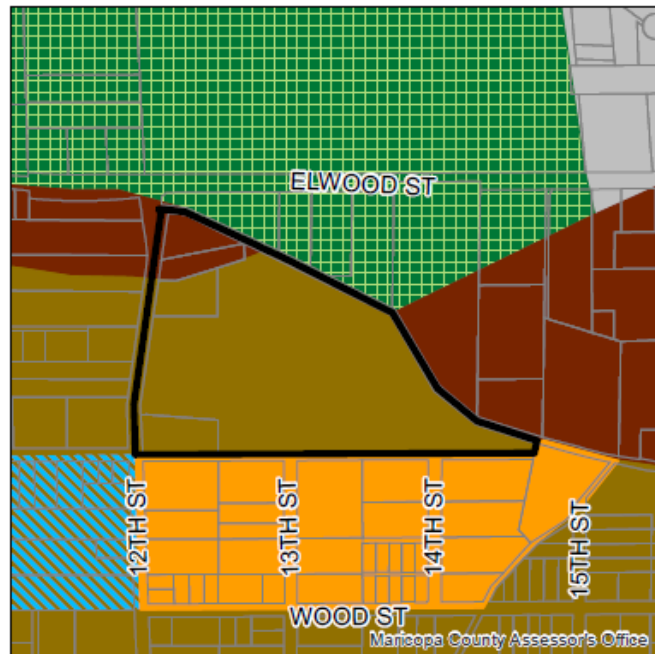 ELWOOD ST
12TH ST
13TH ST
14TH ST
15TH ST
WOOD ST
Maricopa County Assessor's Office